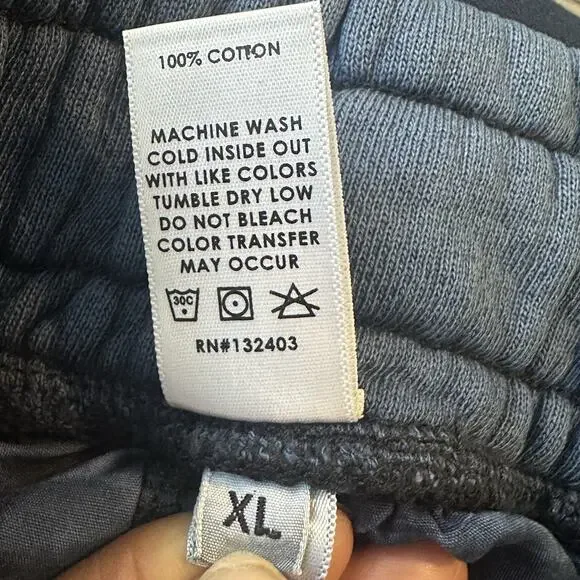 100% COTTON
MACHINE WASH
COLD INSIDE OUT
WITH LIKE COLORS
TUMBLE DRY LOW
DO NOT BLEACH
COLOR TRANSFER
MAY OCCUR
30C
RN#132403
XL